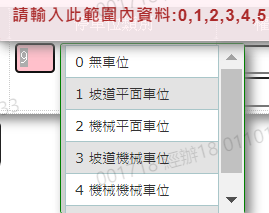 請輸入此範圍內資料:0,1,2,3,4,5
9
0 無車位
1 坡道平面車位
2 機械平面車位
3 坡道機械車位
4 機械機械車位